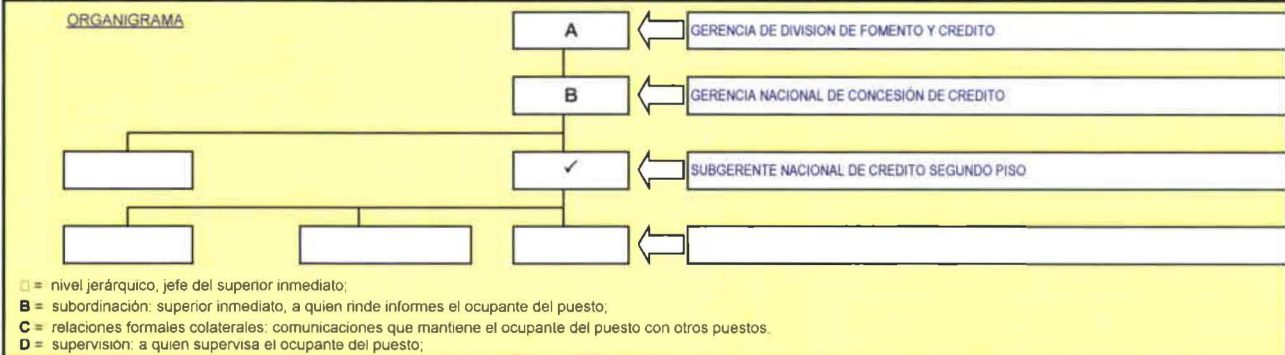 ORGANIGRAMA
A GERENCIA DE DIVISION DE FOMENTO Y CREDITO
B GERENCIA NACIONAL DE CONCESIÓN DE CREDITO
✓ SUBGERENTE NACIONAL DE CREDITO SEGUNDO PISO
= nivel jerárquico, jefe del superior inmediato;
B = subordinación: superior inmediato, a quien rinde informes el ocupante del puesto;
C = relaciones formales colaterales: comunicaciones que mantiene el ocupante del puesto con otros puestos.
D = supervisión: a quien supervisa el ocupante del puesto;